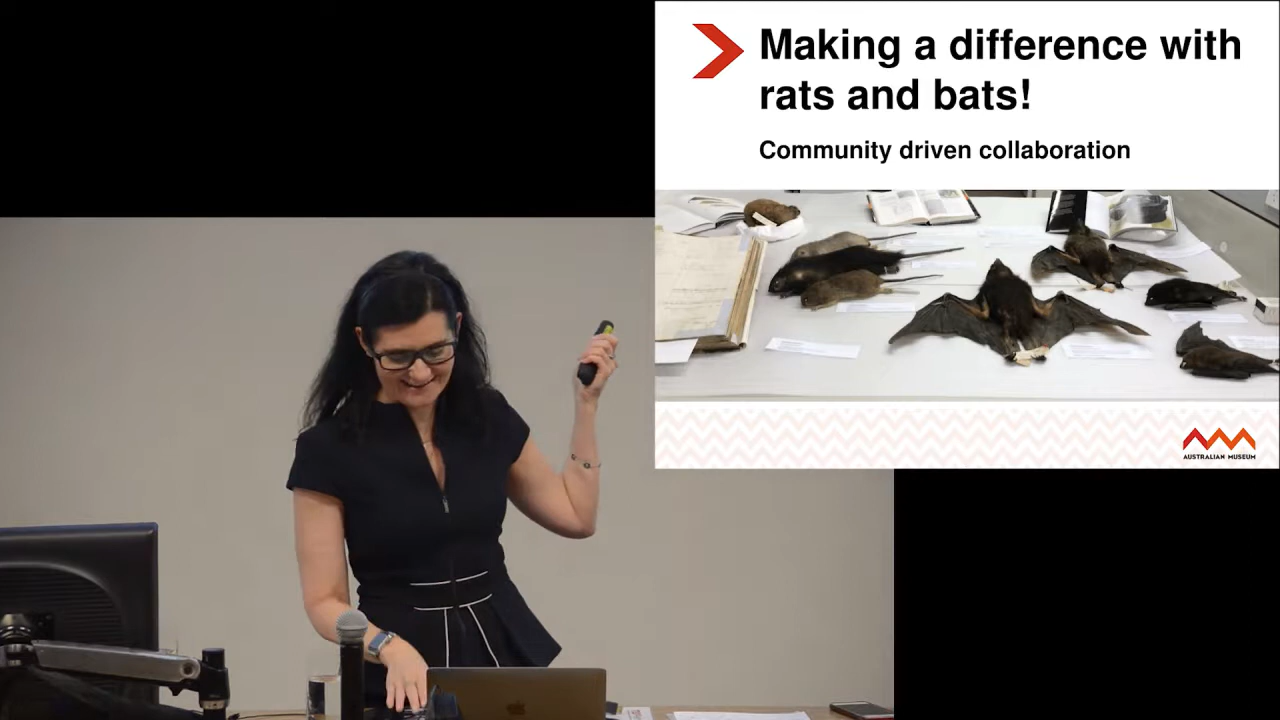 Making a difference with
rats and bats!
Community driven collaboration
AUSTRALIAN MUSEUM